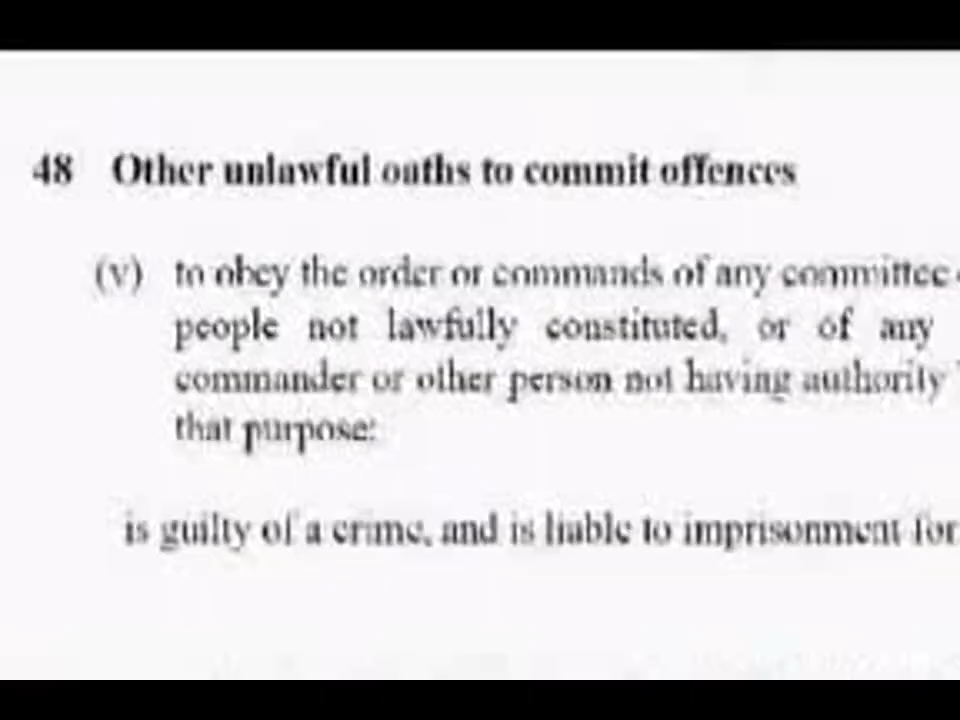 48 Other unlawful oaths to commit offences
(v) to obey the order or commands of any committee
people not lawfully constituted, or of any
commander or other person not having authority
that purpose:
is guilty of a crime, and is liable to imprisonment for